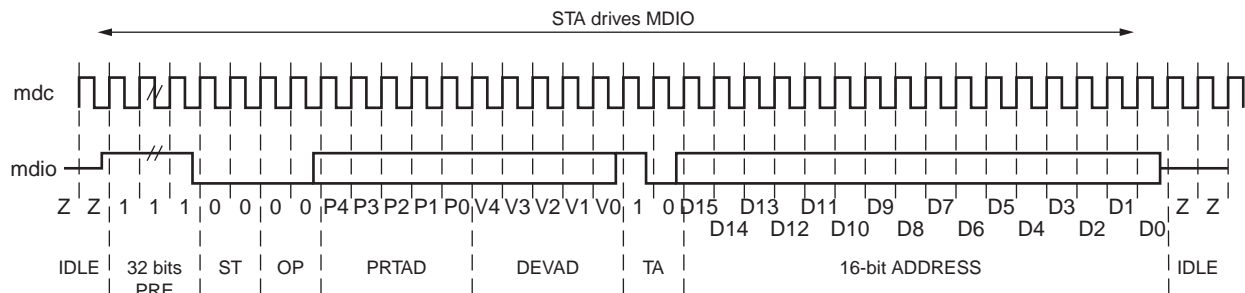 STA drives MDIO
mdc
mdio
Z Z 1 1 1 0 0 0 0 P4 P3 P2 P1 P0 V4 V3 V2 V1 V0 1 0 D15 D13 D11 D9 D7 D5 D3 D1 Z Z
D14 D12 D10 D8 D6 D4 D2 D0
IDLE 32 bits ST OP PRTAD DEVAD TA 16-bit ADDRESS IDLE
PRE